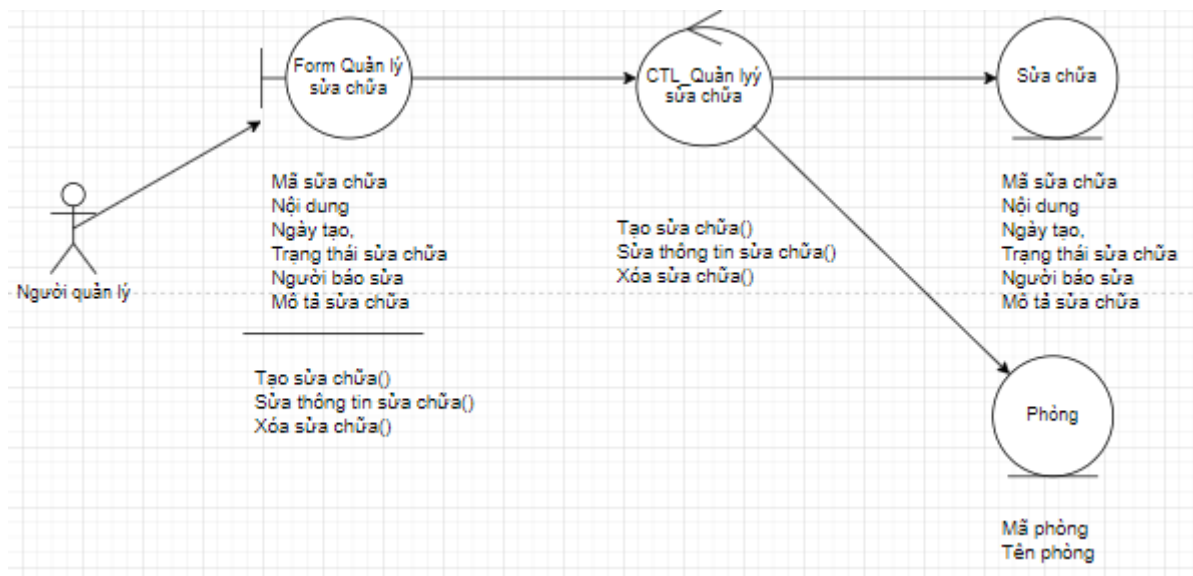 Form Quản lý
sửa chữa
CTL_Quản lyý
sửa chữa
Sửa chữa
Người quản lý
Mã sữa chữa
Nội dung
Ngày tạo,
Trạng thái sửa chữa
Người báo sửa
Mô tả sửa chữa
Tạo sửa chữa()
Sửa thông tin sửa chữa()
Xóa sửa chữa()
Tạo sửa chữa()
Sửa thông tin sửa chữa()
Xóa sửa chữa()
Mã sữa chữa
Nội dung
Ngày tạo,
Trạng thái sửa chữa
Người báo sửa
Mô tả sửa chữa
Phòng
Mã phòng
Tên phòng